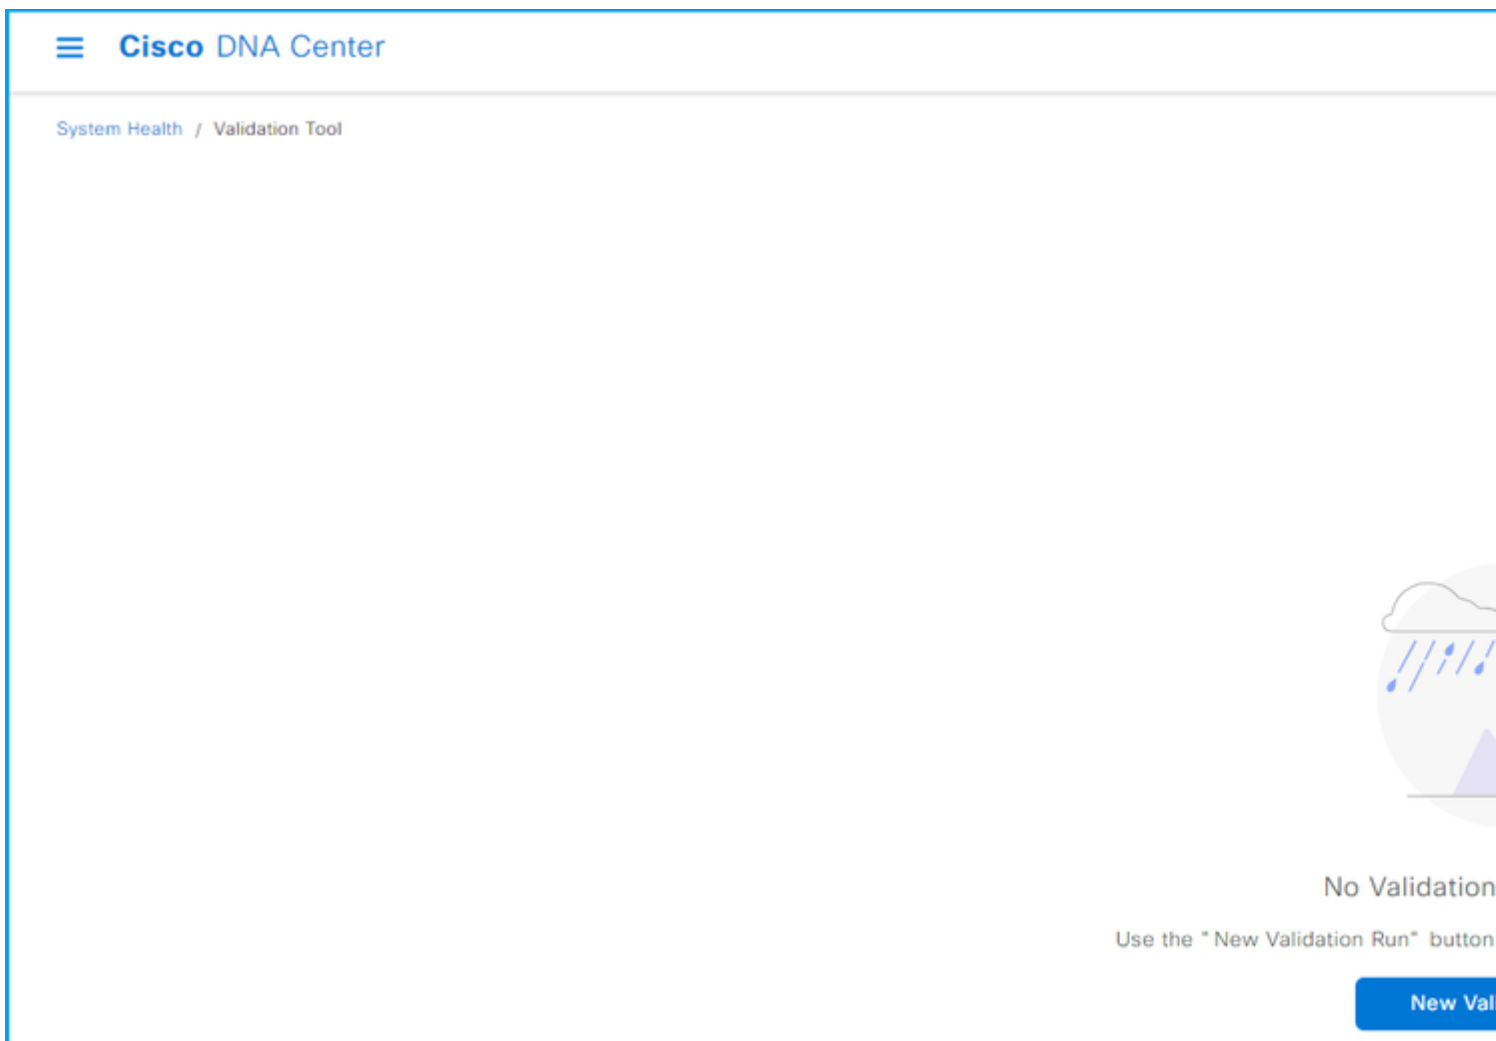 Cisco DNA Center
System Health / Validation Tool
No Validation
Use the "New Validation Run" button
New Val